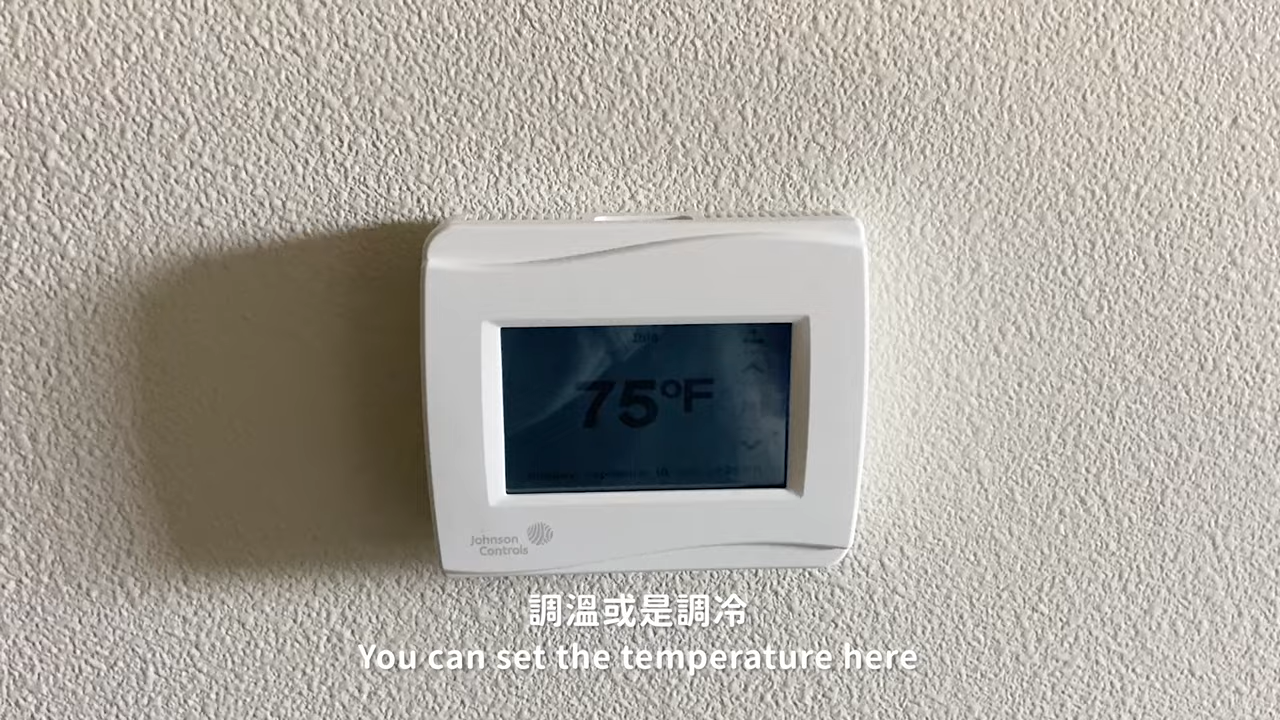 75°F
Johnson
Controls
調溫或是調冷
You can set the temperature here